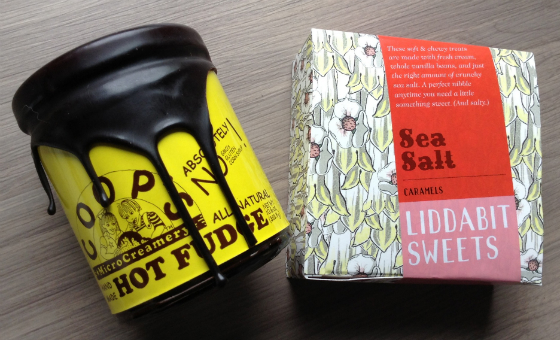 COOP'S
MicroCreamery
HAND
MADE
HOT FUDGE
ABSOLUTELY
NO
ALL NATURAL
These soft & chewy treats
are made with fresh cream,
whole vanilla beans, and just
the right amount of crunchy
sea salt. A perfect nibble
anytime you need a little
something sweet. (And salty.)
Sea
Salt
CARAMELS
LIDDABIT
SWEETS